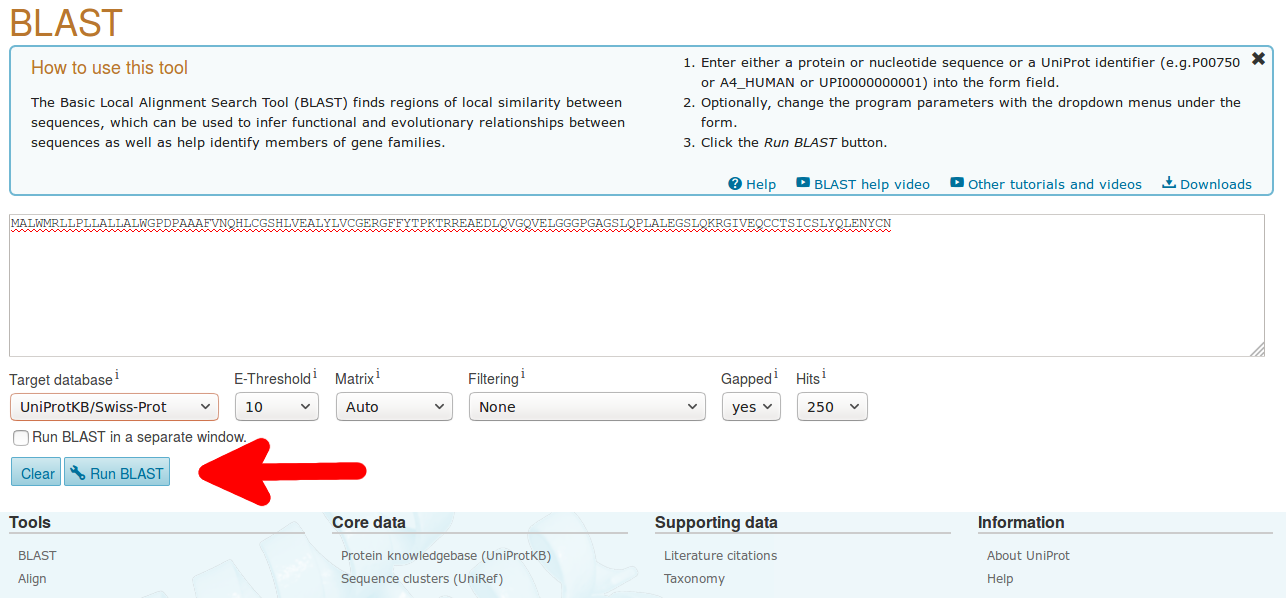 BLAST
How to use this tool
The Basic Local Alignment Search Tool (BLAST) finds regions of local similarity between
sequences, which can be used to infer functional and evolutionary relationships between
sequences as well as help identify members of gene families.
1. Enter either a protein or nucleotide sequence or a UniProt identifier (e.g.P00750
or A4_HUMAN or UPI0000000001) into the form field.
2. Optionally, change the program parameters with the dropdown menus under the
form.
3. Click the Run BLAST button.
Help BLAST help video Other tutorials and videos Downloads
MALWMRLLPLLALLALWGPDPAAAFVNQHLCGSHLVEALYLVCGERGFFYTPKTRREAEDLQVGQVELGGGPGAGSLQPLALEGSLQKRGIVEQCCTSICSLYQLENYCN
Target database i E-Threshold i Matrix i Filtering i Gapped i Hits i
UniProtKB/Swiss-Prot 10 Auto None yes 250
Run BLAST in a separate window.
Clear Run BLAST
Tools Core data Supporting data Information
BLAST Protein knowledgebase (UniProtKB) Literature citations About UniProt
Align Sequence clusters (UniRef) Taxonomy Help